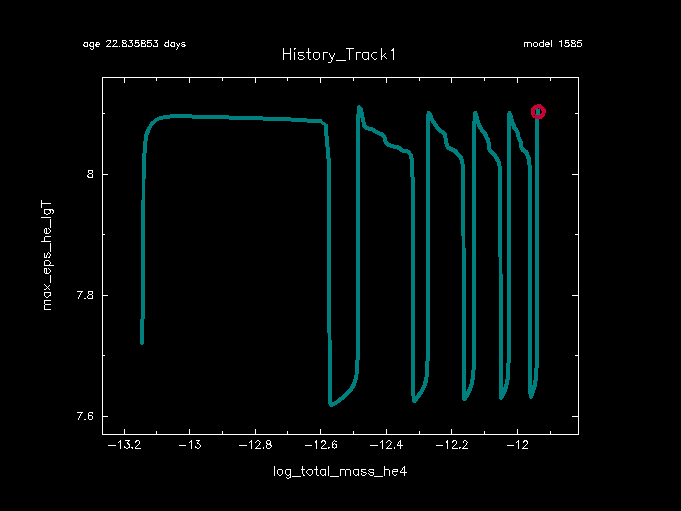 age 22.835853 days
model 1585
History_Track1
8
7.8
7.6
max_eps_he_lgT
−13.2 −13 −12.8 −12.6 −12.4 −12.2 −12
log_total_mass_he4